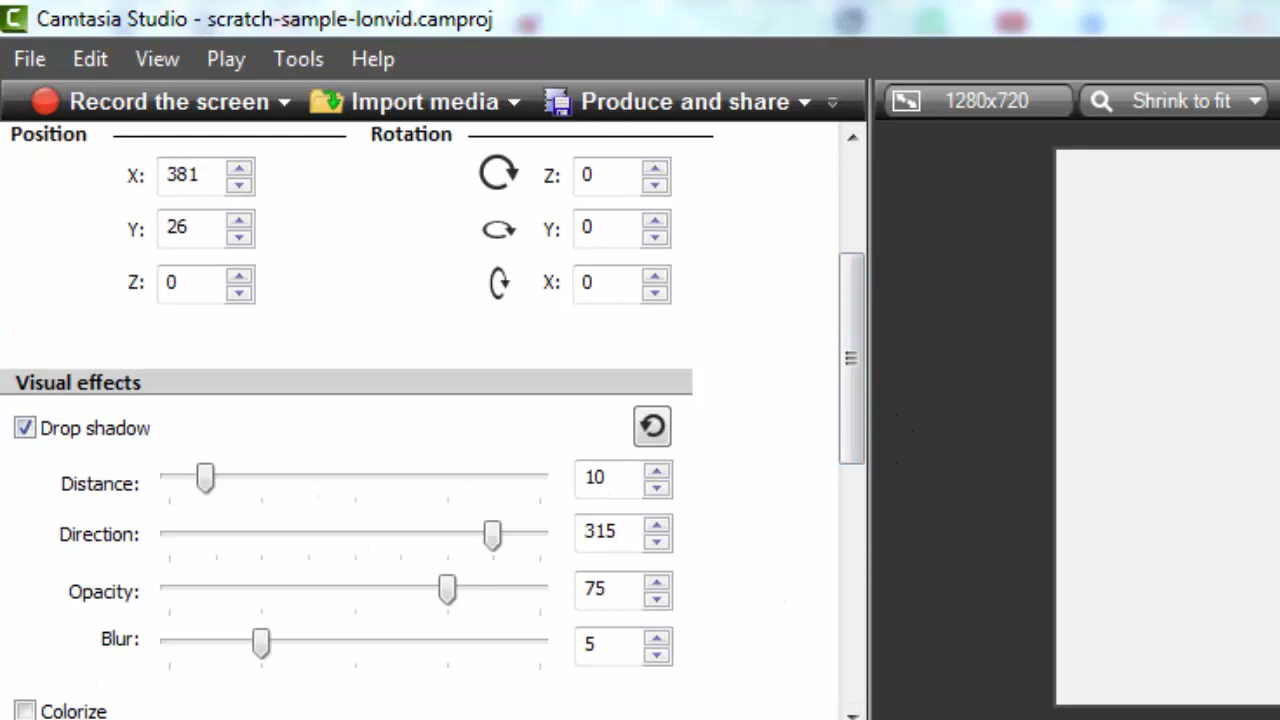 Camtasia Studio - scratch-sample-lonvid.camproj
File Edit View Play Tools Help
Record the screen Import media Produce and share 1280x720 Shrink to fit
Position Rotation
X: 381 Z: 0
Y: 26 Y: 0
Z: 0 X: 0
Visual effects
Drop shadow
Distance: 10
Direction: 315
Opacity: 75
Blur: 5
Colorize